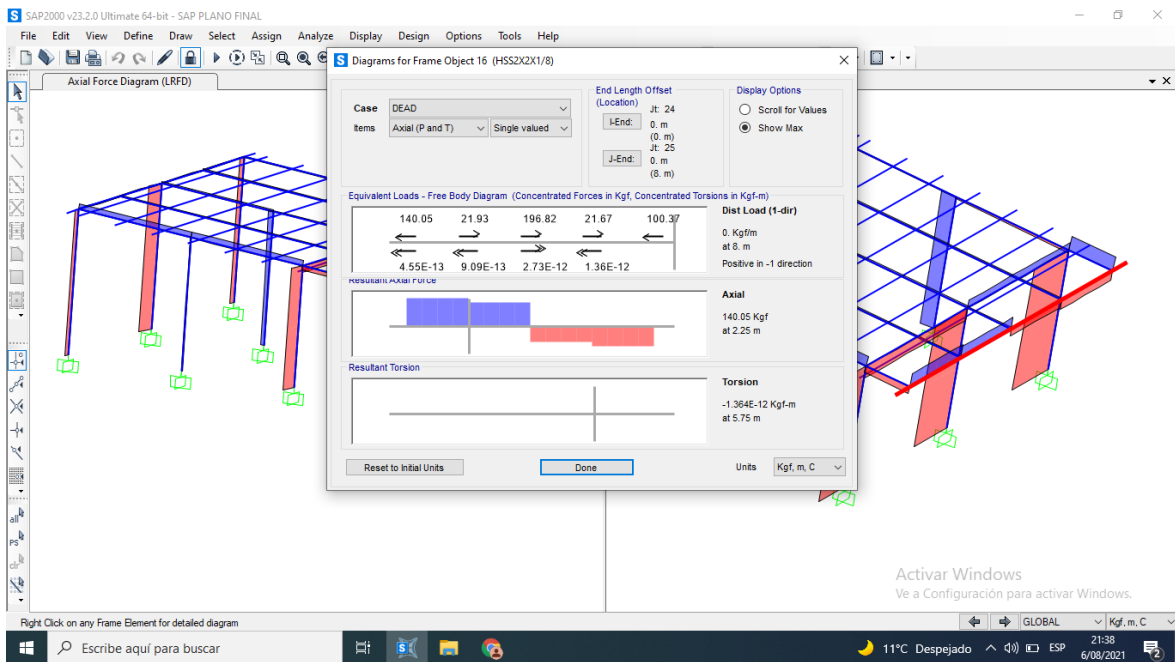 SAP2000 v23.2.0 Ultimate 64-bit - SAP PLANO FINAL
File Edit View Define Draw Select Assign Analyze Display Design Options Tools Help
Axial Force Diagram (LRFD)
Diagrams for Frame Object 16 (HSS2X2X1/8)
Case DEAD
Items Axial (P and T) Single valued
End Length Offset
(Location)
Jt: 24
I-End:
0. m
(0. m)
Jt: 25
J-End:
0. m
(8. m)
Display Options
Scroll for Values
Show Max
Equivalent Loads - Free Body Diagram (Concentrated Forces in Kgf, Concentrated Torsions in Kgf-m)
140.05 21.93 196.82 21.67 100.37
4.55E-13 9.09E-13 2.73E-12 1.36E-12
Dist Load (1-dir)
0. Kgf/m
at 8. m
Positive in -1 direction
Resultant Axial Force
Axial
140.05 Kgf
at 2.25 m
Resultant Torsion
Torsion
-1.364E-12 Kgf-m
at 5.75 m
Reset to Initial Units Done Units Kgf, m, C
all
PS
clr
Activar Windows
Ve a Configuración para activar Windows.
Right Click on any Frame Element for detailed diagram GLOBAL Kgf, m, C
Escribe aquí para buscar
11°C Despejado ESP
21:38
6/08/2021
2